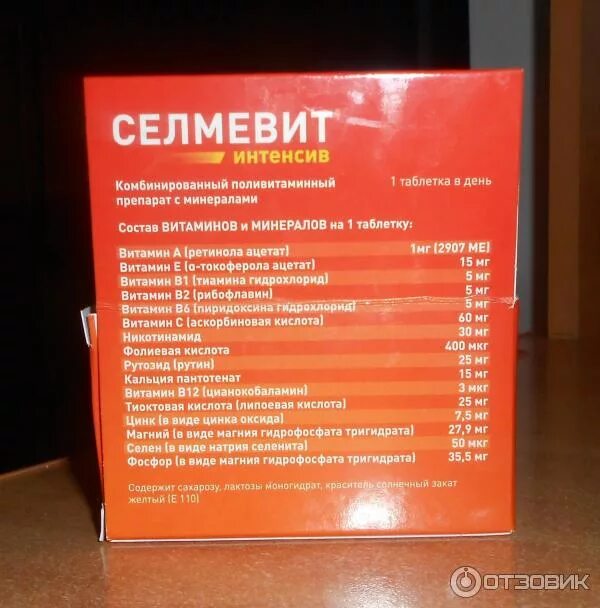 СЕЛМЕВИТ
ИНТЕНСИВ
Комбинированный поливитаминный 1 таблетка в день
препарат с минералами
Состав ВИТАМИНОВ и МИНЕРАЛОВ на 1 таблетку:
Витамин А (ретинола ацетат) 1мг (2907 МЕ)
Витамин Е (α-токоферола ацетат) 15 мг
Витамин В1 (тиамина гидрохлорид) 5 мг
Витамин В2 (рибофлавин) 5 мг
Витамин В6 (пиридоксина гидрохлорид) 5 мг
Витамин С (аскорбиновая кислота) 60 мг
Никотинамид 30 мг
Фолиевая кислота 400 мкг
Рутозид (рутин) 25 мг
Кальция пантотенат 15 мг
Витамин В12 (цианокобаламин) 3 мкг
Тиоктовая кислота (липоевая кислота) 25 мг
Цинк (в виде цинка оксида) 7,5 мг
Магний (в виде магния гидрофосфата тригидрата) 27,9 мг
Селен (в виде натрия селенита) 50 мкг
Фосфор (в виде магния гидрофосфата тригидрата) 35,5 мг
Содержит сахарозу, лактозы моногидрат, краситель солнечный закат
желтый (Е 110)
ОТЗОВИК